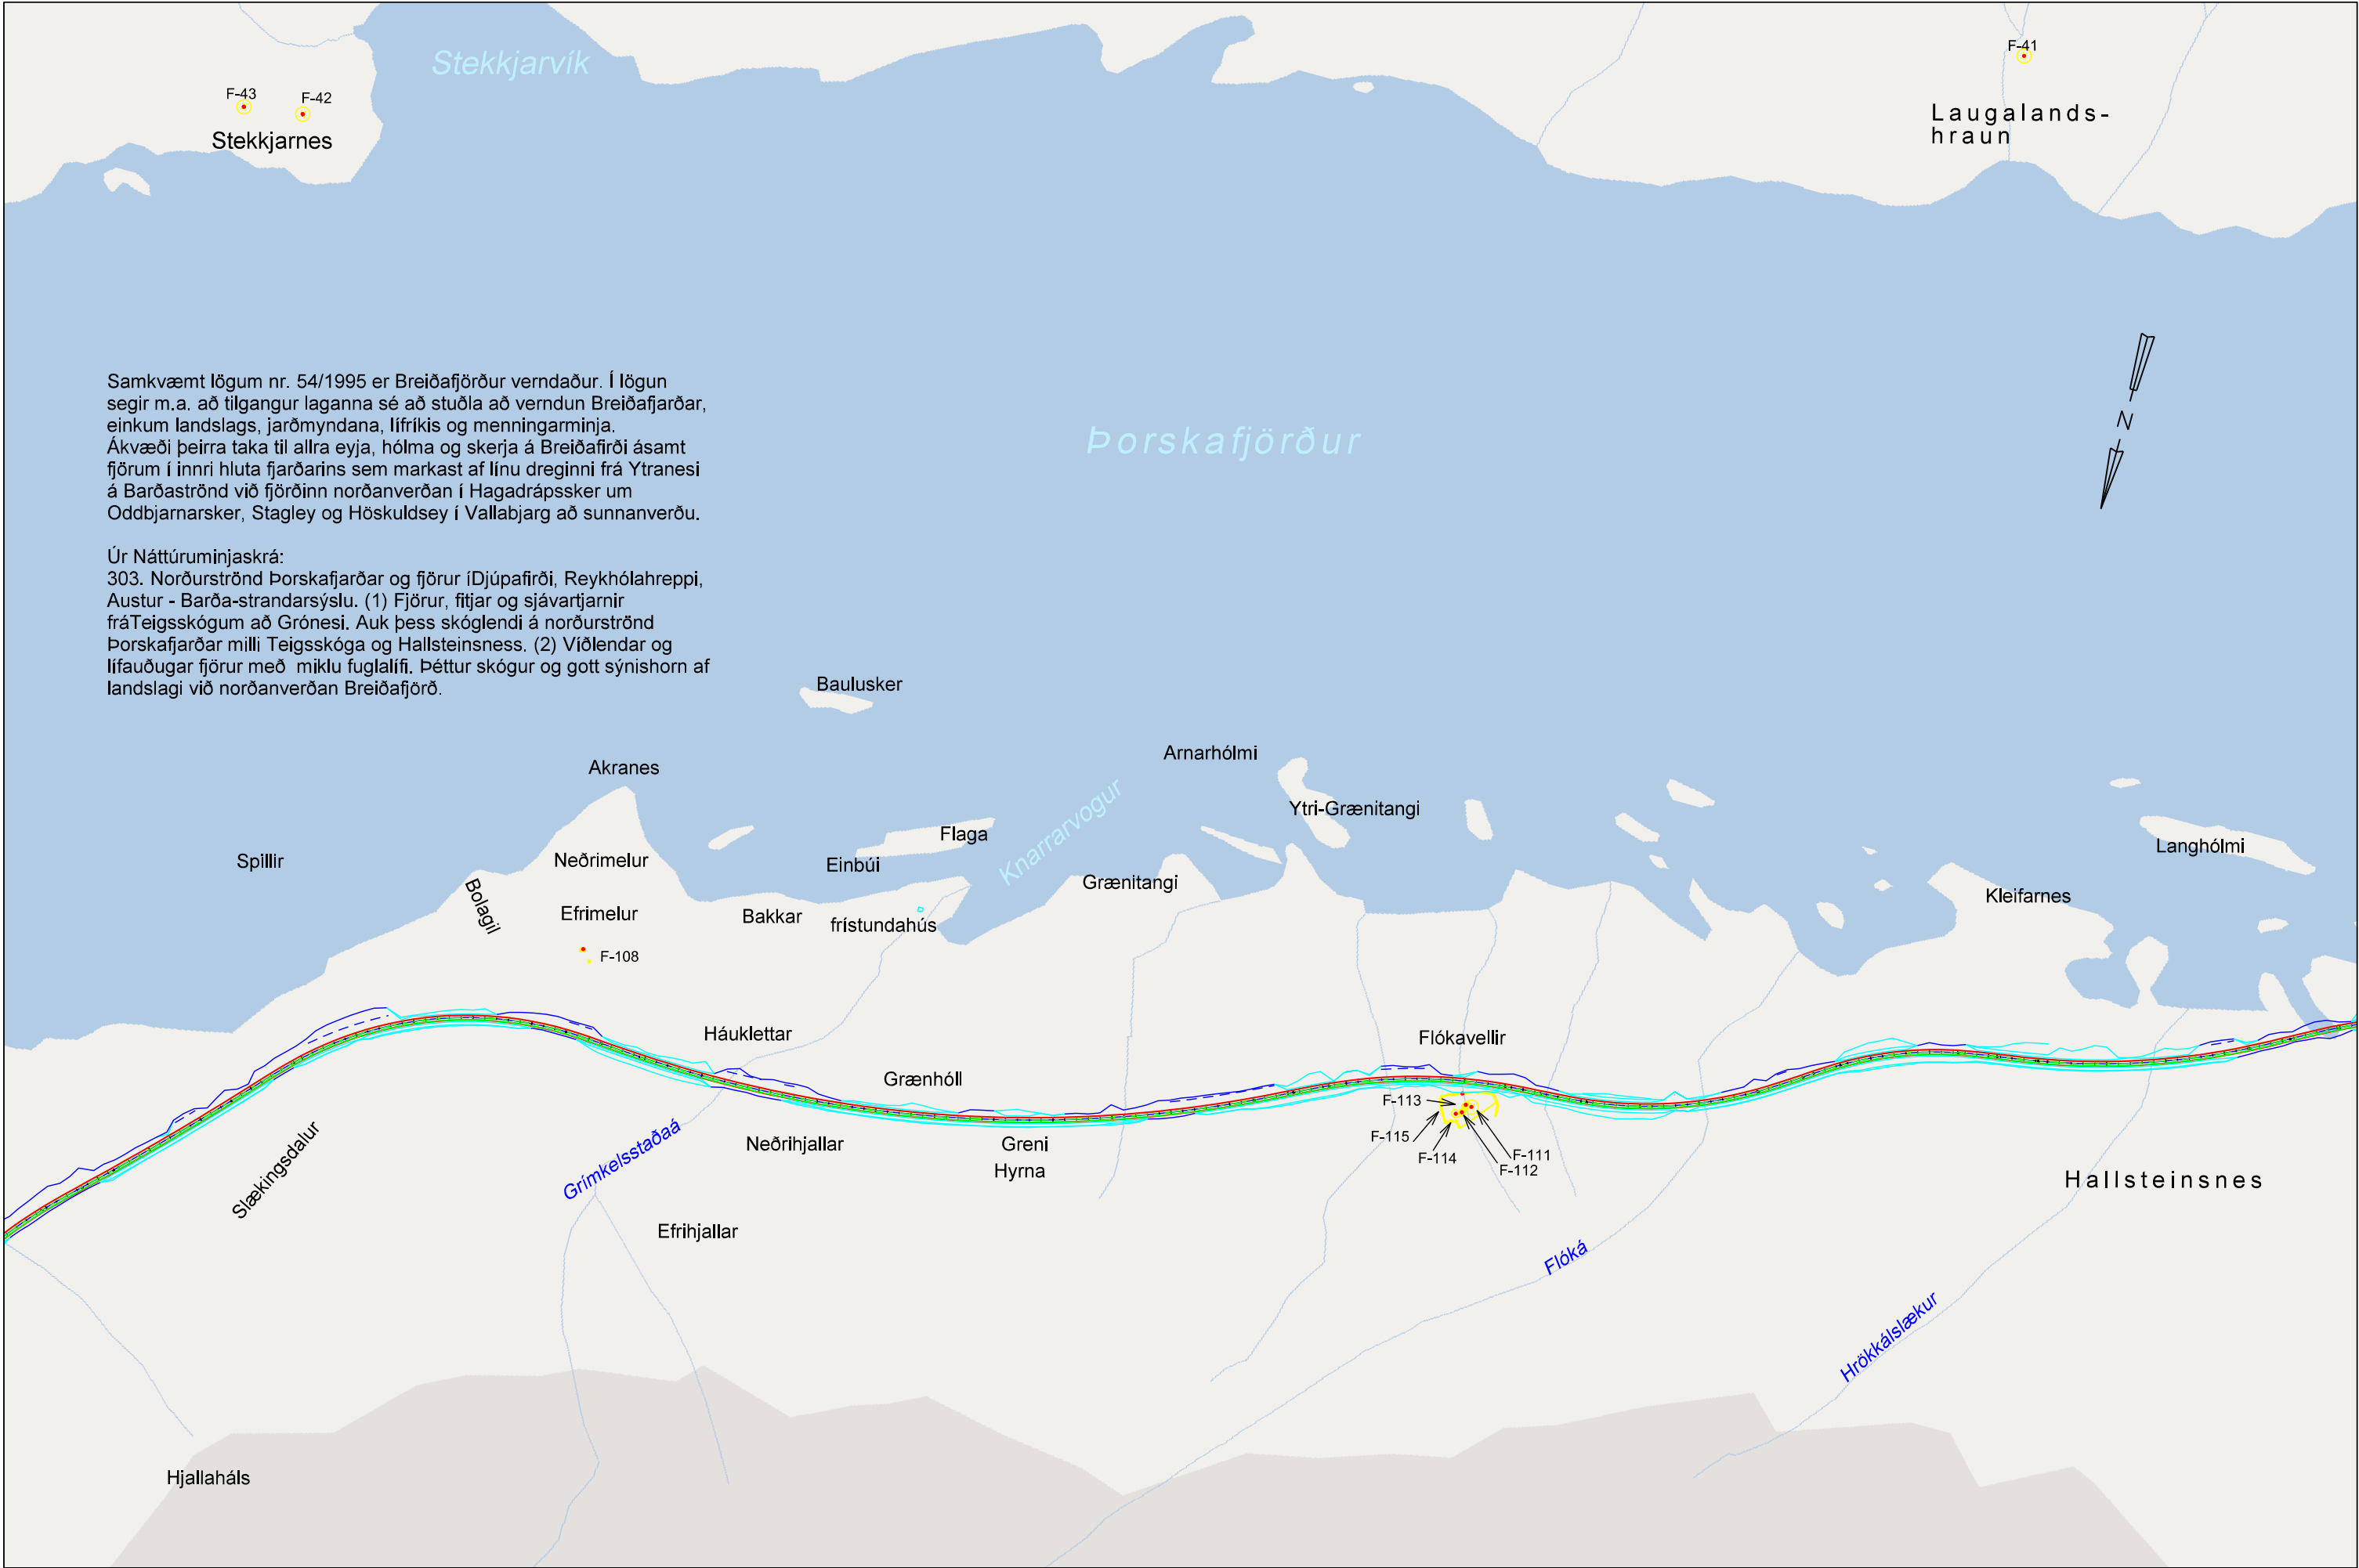 Stekkjarvík
F-41
F-43
F-42
Laugalands-
hraun
Stekkjarnes
Samkvæmt lögum nr. 54/1995 er Breiðafjörður verndaður. Í lögun
segir m.a. að tilgangur laganna sé að stuðla að verndun Breiðafjarðar,
einkum landslags, jarðmyndana, lífríkis og menningarminja.
Ákvæði þeirra taka til allra eyja, hólma og skerja á Breiðafirði ásamt
fjörum í innri hluta fjarðarins sem markast af línu dreginni frá Ytranesi
á Barðaströnd við fjörðinn norðanverðan í Hagadrápssker um
Oddbjarnarsker, Stagley og Höskuldsey í Vallabjarg að sunnanverðu.
Úr Náttúruminjaskrá:
303. Norðurströnd Þorskafjarðar og fjörur íDjúpafirði, Reykhólahreppi,
Austur - Barða-strandarsýslu. (1) Fjörur, fitjar og sjávartjarnir
fráTeigsskógum að Grónesi. Auk þess skóglendi á norðurströnd
Þorskafjarðar milli Teigsskóga og Hallsteinsness. (2) Víðlendar og
lífauðugar fjörur með miklu fuglalífi. Þéttur skógur og gott sýnishorn af
landslagi við norðanverðan Breiðafjörð.
Þorskafjörður
N
Baulusker
Arnarhólmi
Akranes
Ytri-Grænitangi
Knarrarvogur
Flaga
Langhólmi
Spillir
Neðrimelur
Einbúi
Grænitangi
Kleifarnes
Bolagil
Efrimelur
Bakkar
frístundahús
F-108
Háuklettar
Flókavellir
Grænhóll
F-113
F-115
F-114
F-111
F-112
Slækingsdalur
Grímkelsstaðaá
Neðrihjallar
Greni
Hyrna
Hallsteinsnes
Efrihjallar
Flóká
Hrökkálslækur
Hjallaháls